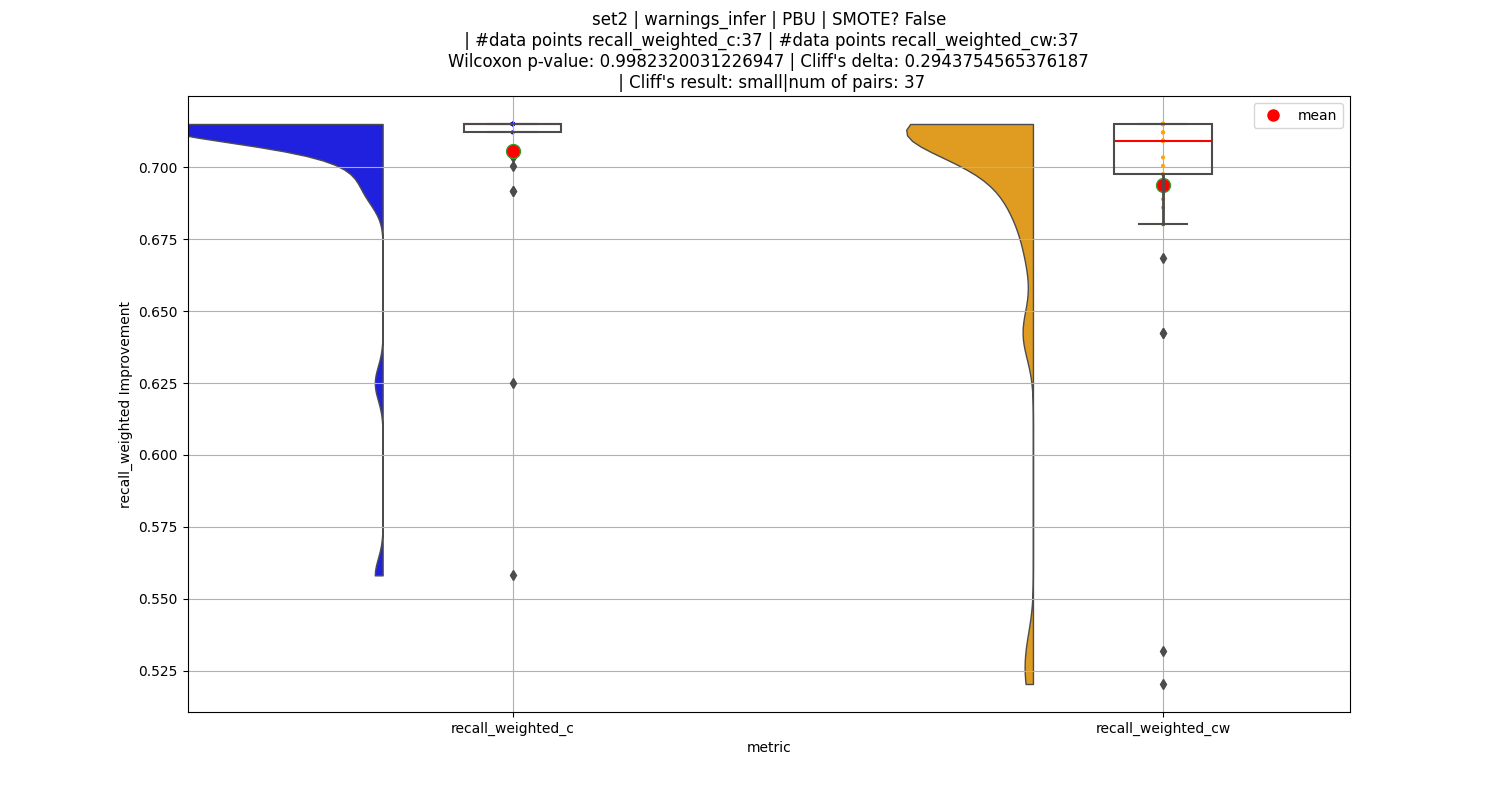 set2 | warnings_infer | PBU | SMOTE? False
| #data points recall_weighted_c:37 | #data points recall_weighted_cw:37
Wilcoxon p-value: 0.9982320031226947 | Cliff's delta: 0.2943754565376187
| Cliff's result: small|num of pairs: 37
mean
0.700
0.675
0.650
0.625
0.600
0.575
0.550
0.525
recall_weighted Improvement
recall_weighted_c
recall_weighted_cw
metric